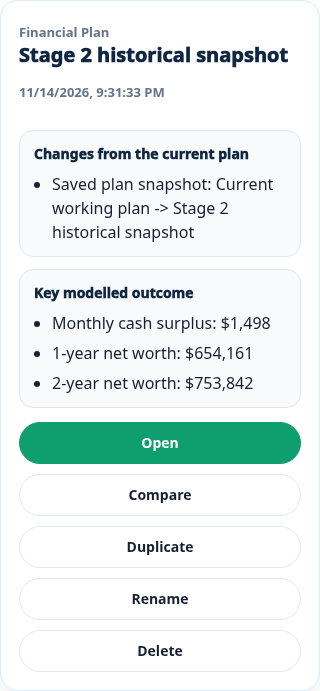 Financial Plan
Stage 2 historical snapshot
11/14/2026, 9:31:33 PM
Changes from the current plan
• Saved plan snapshot: Current
working plan -> Stage 2
historical snapshot
Key modelled outcome
• Monthly cash surplus: $1,498
• 1-year net worth: $654,161
• 2-year net worth: $753,842
Open
Compare
Duplicate
Rename
Delete